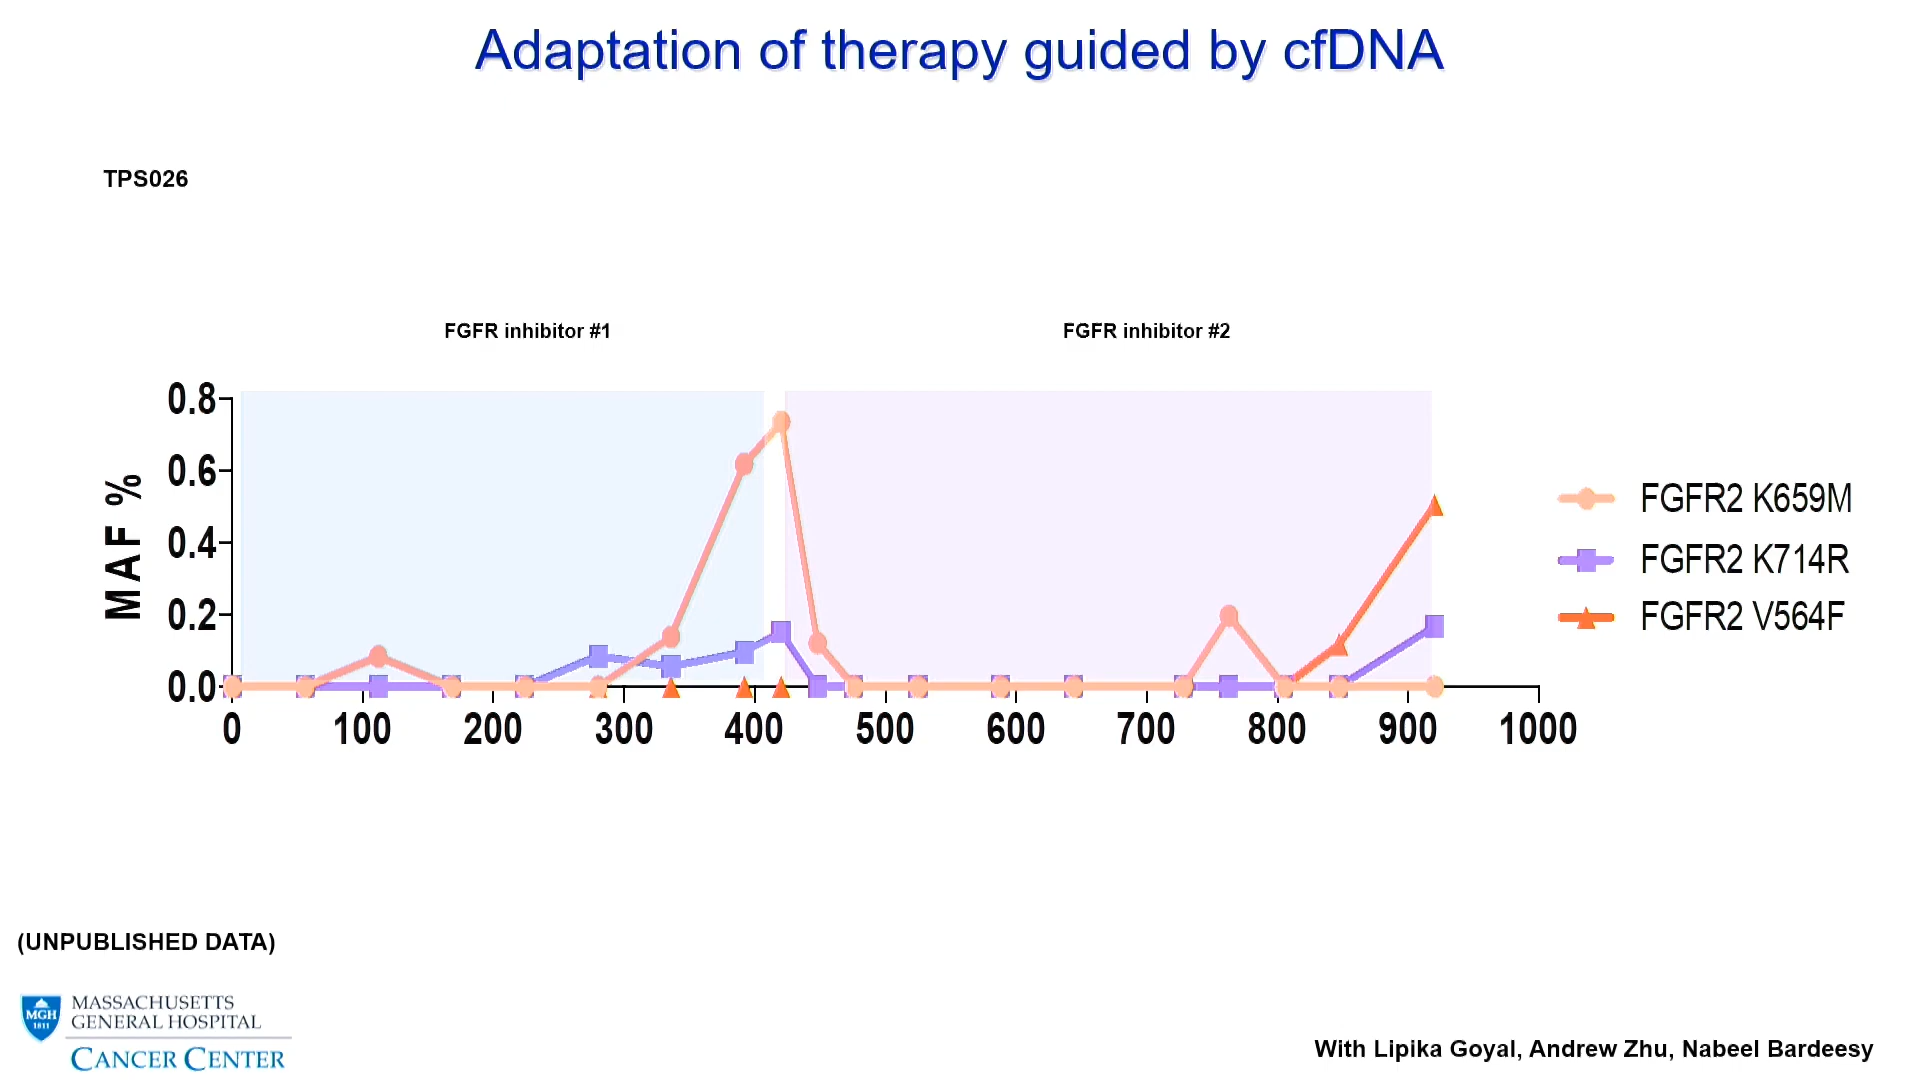 Adaptation of therapy guided by cfDNA
TPS026
FGFR inhibitor #1
FGFR inhibitor #2
0.8
0.6
0.4
0.2
0.0
MAF %
0 100 200 300 400 500 600 700 800 900 1000
FGFR2 K659M
FGFR2 K714R
FGFR2 V564F
(UNPUBLISHED DATA)
MGH
1811
MASSACHUSETTS
GENERAL HOSPITAL
CANCER CENTER
With Lipika Goyal, Andrew Zhu, Nabeel Bardeesy